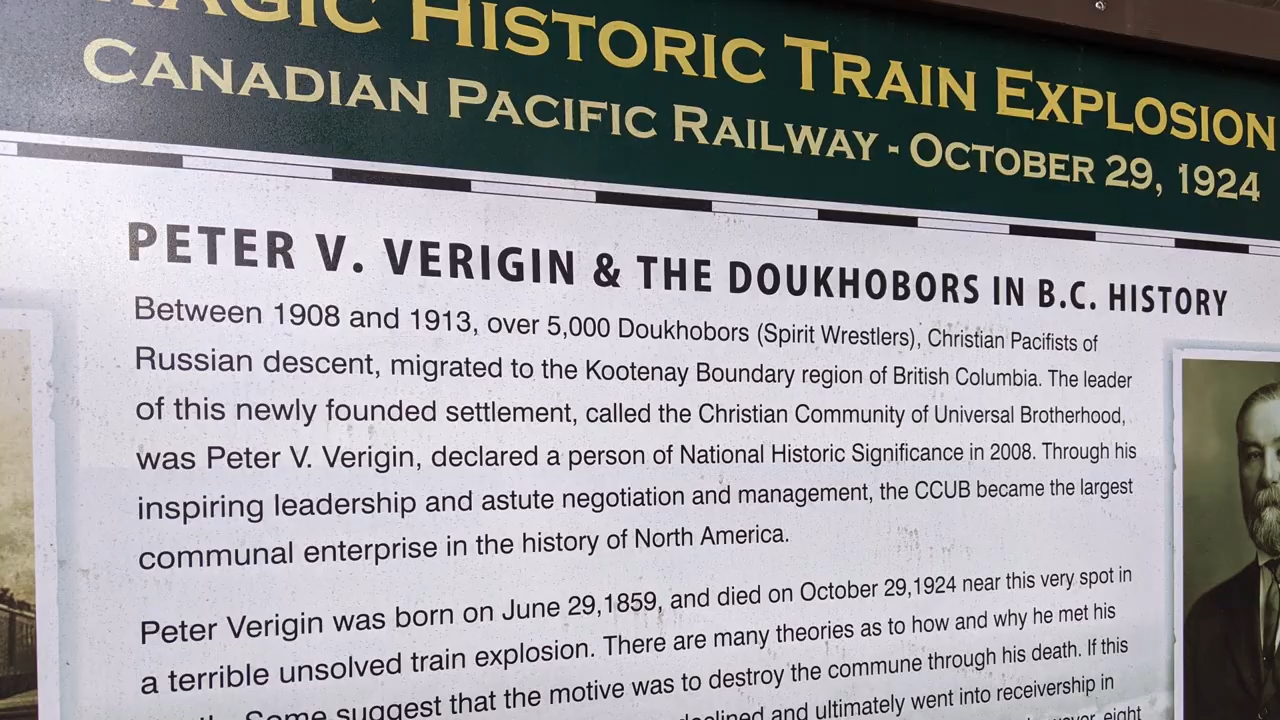 HISTORIC TRAIN EXPLOSION
CANADIAN PACIFIC RAILWAY - OCTOBER 29, 1924
PETER V. VERIGIN & THE DOUKHOBORS IN B.C. HISTORY
Between 1908 and 1913, over 5,000 Doukhobors (Spirit Wrestlers), Christian Pacifists of
Russian descent, migrated to the Kootenay Boundary region of British Columbia. The leader
of this newly founded settlement, called the Christian Community of Universal Brotherhood,
was Peter V. Verigin, declared a person of National Historic Significance in 2008. Through his
inspiring leadership and astute negotiation and management, the CCUB became the largest
communal enterprise in the history of North America.
Peter Verigin was born on June 29,1859, and died on October 29,1924 near this very spot in
a terrible unsolved train explosion. There are many theories as to how and why he met his
Some suggest that the motive was to destroy the commune through his death. If this
declined and ultimately went into receivership in
eight